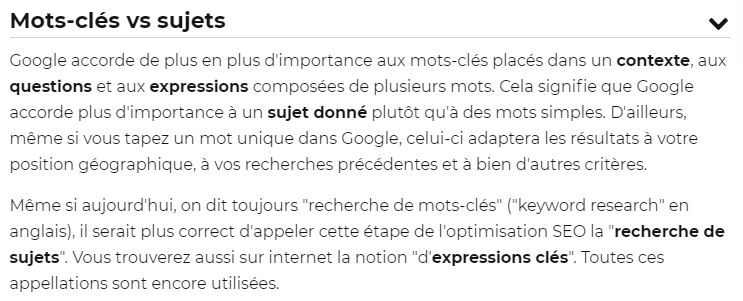 Mots-clés vs sujets
Google accorde de plus en plus d'importance aux mots-clés placés dans un contexte, aux
questions et aux expressions composées de plusieurs mots. Cela signifie que Google
accorde plus d'importance à un sujet donné plutôt qu'à des mots simples. D'ailleurs,
même si vous tapez un mot unique dans Google, celui-ci adaptera les résultats à votre
position géographique, à vos recherches précédentes et à bien d'autres critères.
Même si aujourd'hui, on dit toujours "recherche de mots-clés" ("keyword research" en
anglais), il serait plus correct d'appeler cette étape de l'optimisation SEO la "recherche de
sujets". Vous trouverez aussi sur internet la notion "d'expressions clés". Toutes ces
appellations sont encore utilisées.